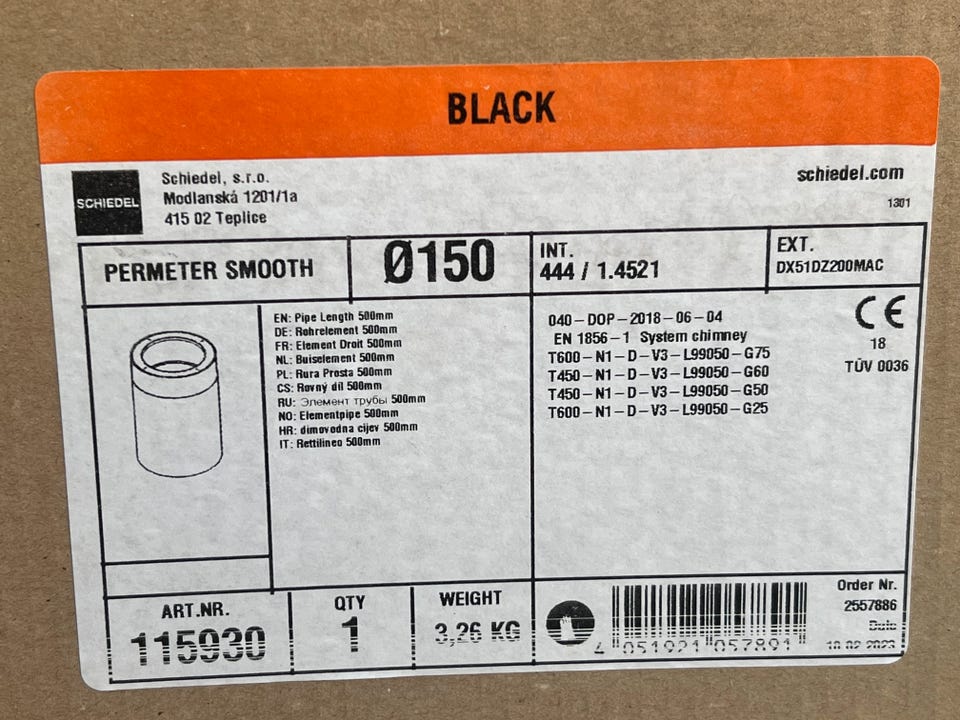 BLACK
SCHIEDEL
Schiedel, s.r.o.
Modlanská 1201/1a
415 02 Teplice
schiedel.com
1301
PERMETER SMOOTH
Ø150
INT.
444 / 1.4521
EXT.
DX51DZ200MAC
EN: Pipe Length 500mm
DE: Rohrelement 500mm
FR: Element Droit 500mm
NL: Buiselement 500mm
PL: Rura Prosta 500mm
CS: Rovný díl 500mm
RU: Элемент трубы 500mm
NO: Elementpipe 500mm
HR: dimovodna cijev 500mm
IT: Rettilineo 500mm
040-DOP-2018-06-04
EN 1856-1 System chimney
T600-N1-D-V3-L99050-G75
T450-N1-D-V3-L99050-G60
T450-N1-D-V3-L99050-G50
T600-N1-D-V3-L99050-G25
CE
18
TÜV 0036
ART.NR.
115930
QTY
1
WEIGHT
3,26 KG
4 051921 057891
Order Nr.
2557886
10.02.2023